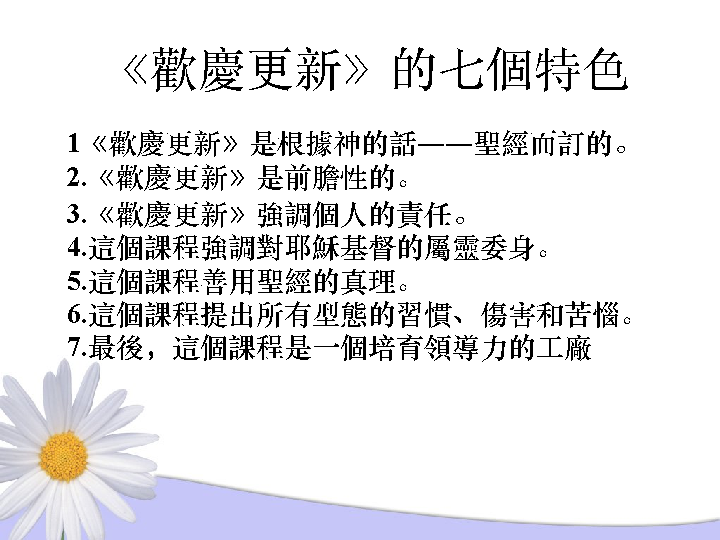 《歡慶更新》的七個特色
1《歡慶更新》是根據神的話——聖經而訂的。
2.《歡慶更新》是前膽性的。
3.《歡慶更新》強調個人的責任。
4.這個課程強調對耶穌基督的屬靈委身。
5.這個課程善用聖經的真理。
6.這個課程提出所有型態的習慣、傷害和苦惱。
7.最後，這個課程是一個培育領導力的工廠